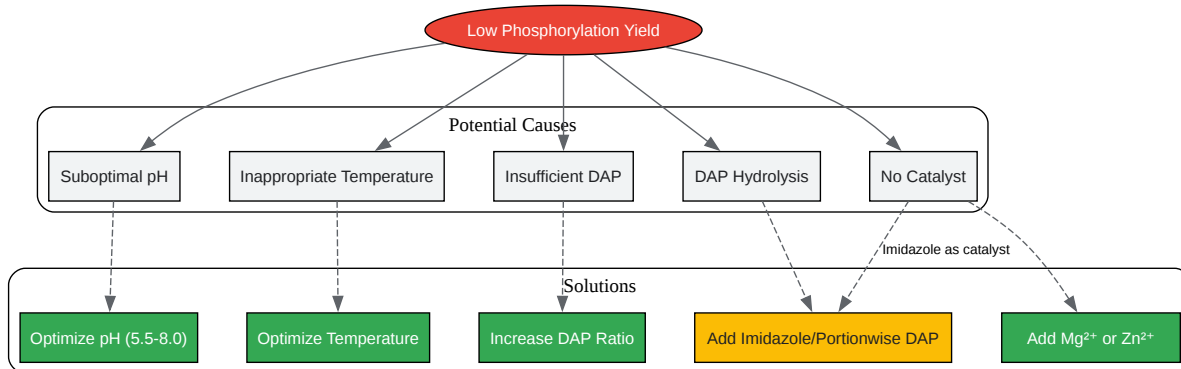 Low Phosphorylation Yield
Potential Causes
Suboptimal pH
Inappropriate Temperature
Insufficient DAP
DAP Hydrolysis
No Catalyst
Imidazole as catalyst
Solutions
Optimize pH (5.5-8.0)
Optimize Temperature
Increase DAP Ratio
Add Imidazole/Portionwise DAP
Add Mg²⁺ or Zn²⁺